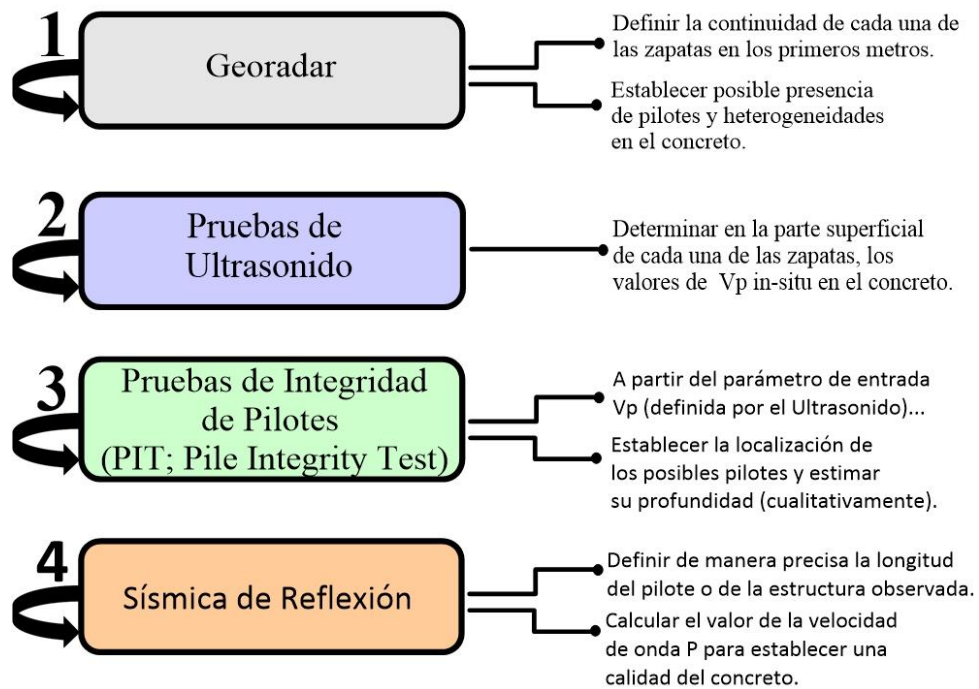 1
Georadar
Definir la continuidad de cada una de
las zapatas en los primeros metros.
Establecer posible presencia
de pilotes y heterogeneidades
en el concreto.
2
Pruebas de
Ultrasonido
Determinar en la parte superficial
de cada una de las zapatas, los
valores de Vp in-situ en el concreto.
3
Pruebas de Integridad
de Pilotes
(PIT; Pile Integrity Test)
A partir del parámetro de entrada
Vp (definida por el Ultrasonido)...
Establecer la localización de
los posibles pilotes y estimar
su profundidad (cualitativamente).
4
Sísmica de Reflexión
Definir de manera precisa la longitud
del pilote o de la estructura observada.
Calcular el valor de la velocidad
de onda P para establecer una
calidad del concreto.